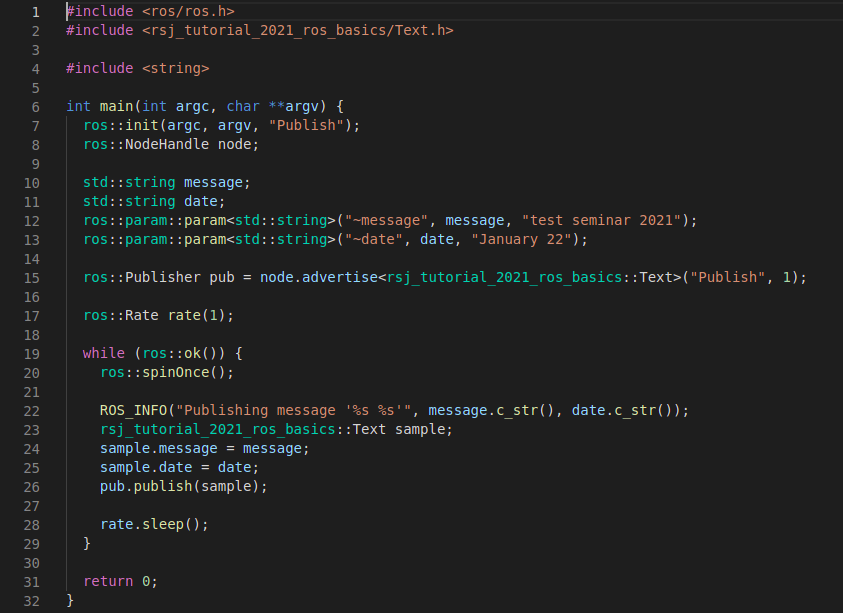 1 #include <ros/ros.h>
2 #include <rsj_tutorial_2021_ros_basics/Text.h>
3
4 #include <string>
5
6 int main(int argc, char **argv) {
7   ros::init(argc, argv, "Publish");
8   ros::NodeHandle node;
9
10   std::string message;
11   std::string date;
12   ros::param::param<std::string>("~message", message, "test seminar 2021");
13   ros::param::param<std::string>("~date", date, "January 22");
14
15   ros::Publisher pub = node.advertise<rsj_tutorial_2021_ros_basics::Text>("Publish", 1);
16
17   ros::Rate rate(1);
18
19   while (ros::ok()) {
20     ros::spinOnce();
21
22     ROS_INFO("Publishing message '%s %s'", message.c_str(), date.c_str());
23     rsj_tutorial_2021_ros_basics::Text sample;
24     sample.message = message;
25     sample.date = date;
26     pub.publish(sample);
27
28     rate.sleep();
29   }
30
31   return 0;
32 }